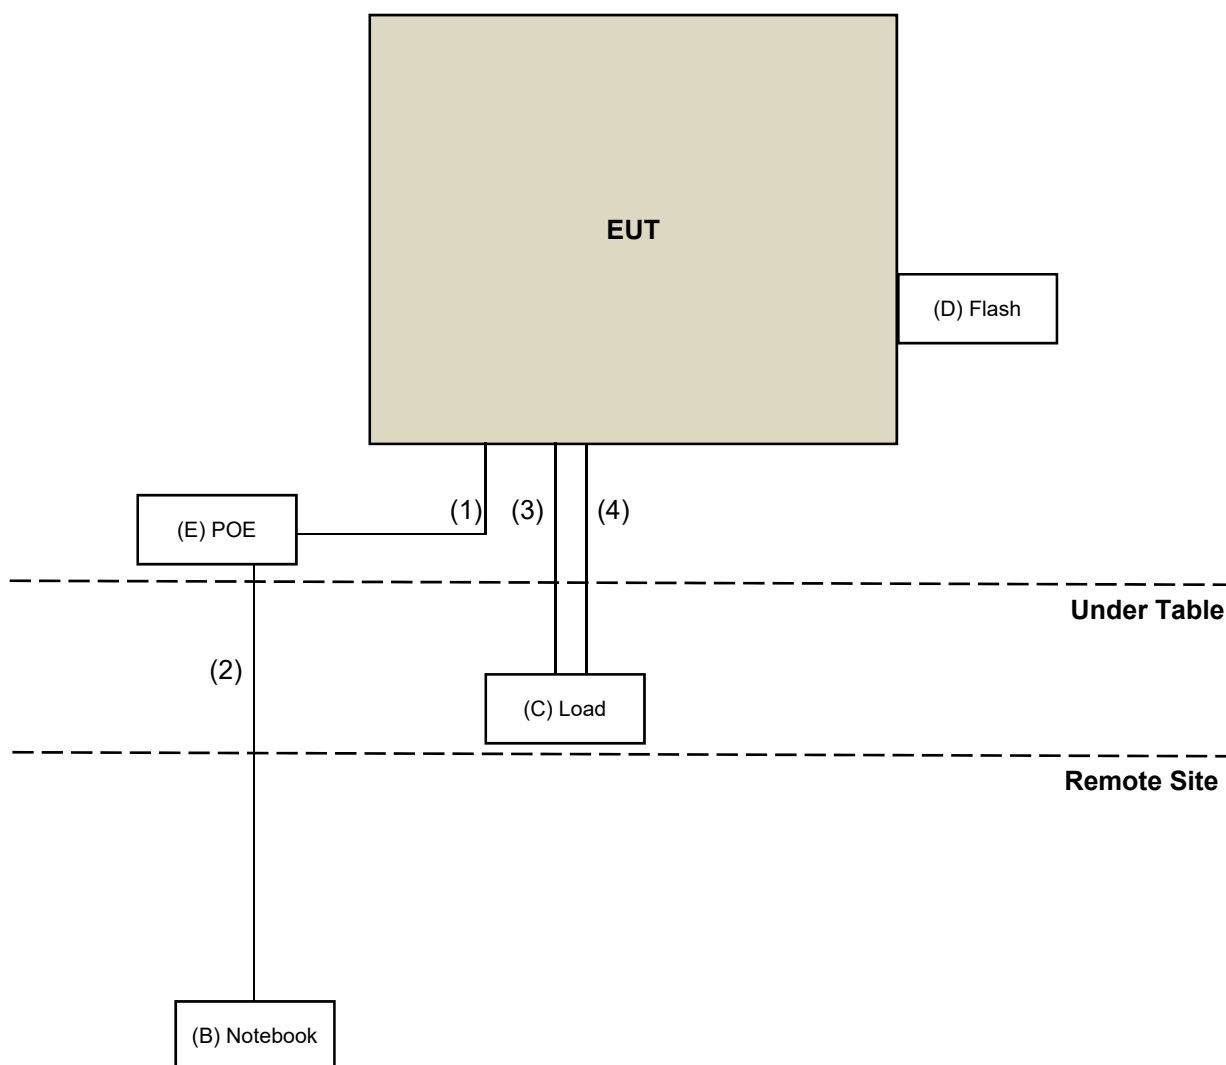 EUT
(D) Flash
(1)
(3)
(4)
(E) POE
Under Table
(2)
(C) Load
Remote Site
(B) Notebook